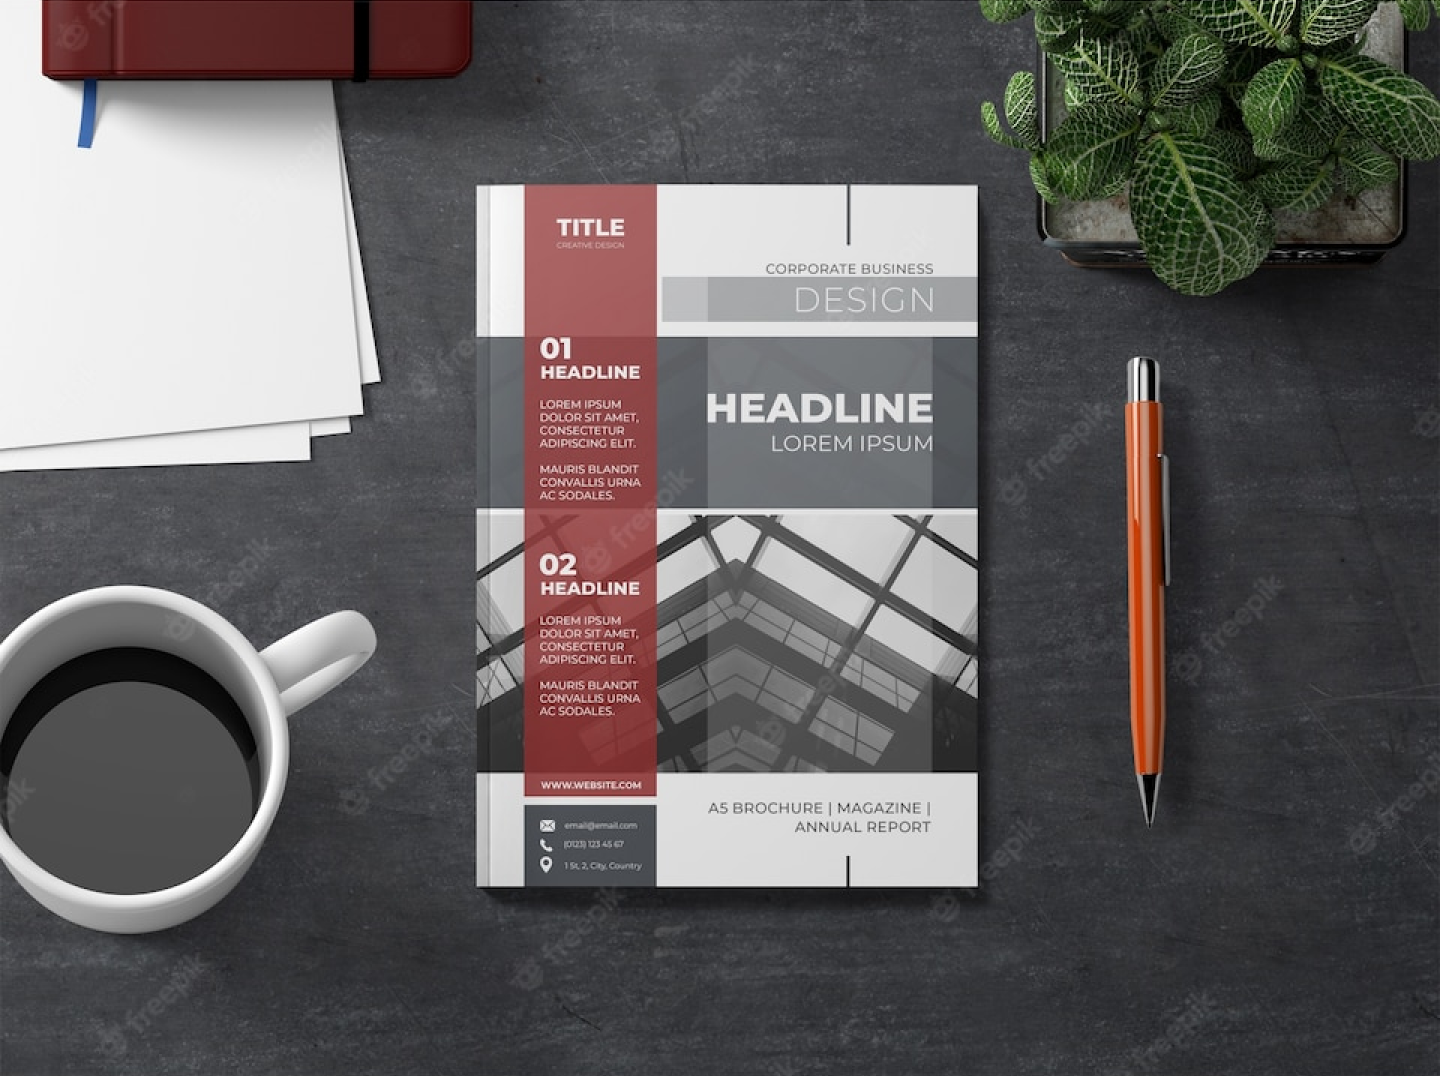 TITLE
CREATIVE DESIGN
CORPORATE BUSINESS
DESIGN
01
HEADLINE
LOREM IPSUM
DOLOR SIT AMET,
CONSECTETUR
ADIPISCING ELIT.
MAURIS BLANDIT
CONVALLIS URNA
AC SODALES.
HEADLINE
LOREM IPSUM
02
HEADLINE
LOREM IPSUM
DOLOR SIT AMET,
CONSECTETUR
ADIPISCING ELIT.
MAURIS BLANDIT
CONVALLIS URNA
AC SODALES.
WWW.WEBSITE.COM
email@email.com
(0123) 123 45 67
1 St, 2, City, Country
A5 BROCHURE | MAGAZINE |
ANNUAL REPORT
freepik